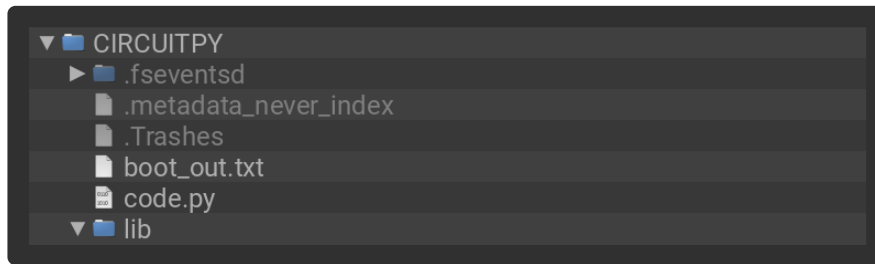 CIRCUITPY
.fseventsd
.metadata_never_index
.Trashes
boot_out.txt
code.py
lib